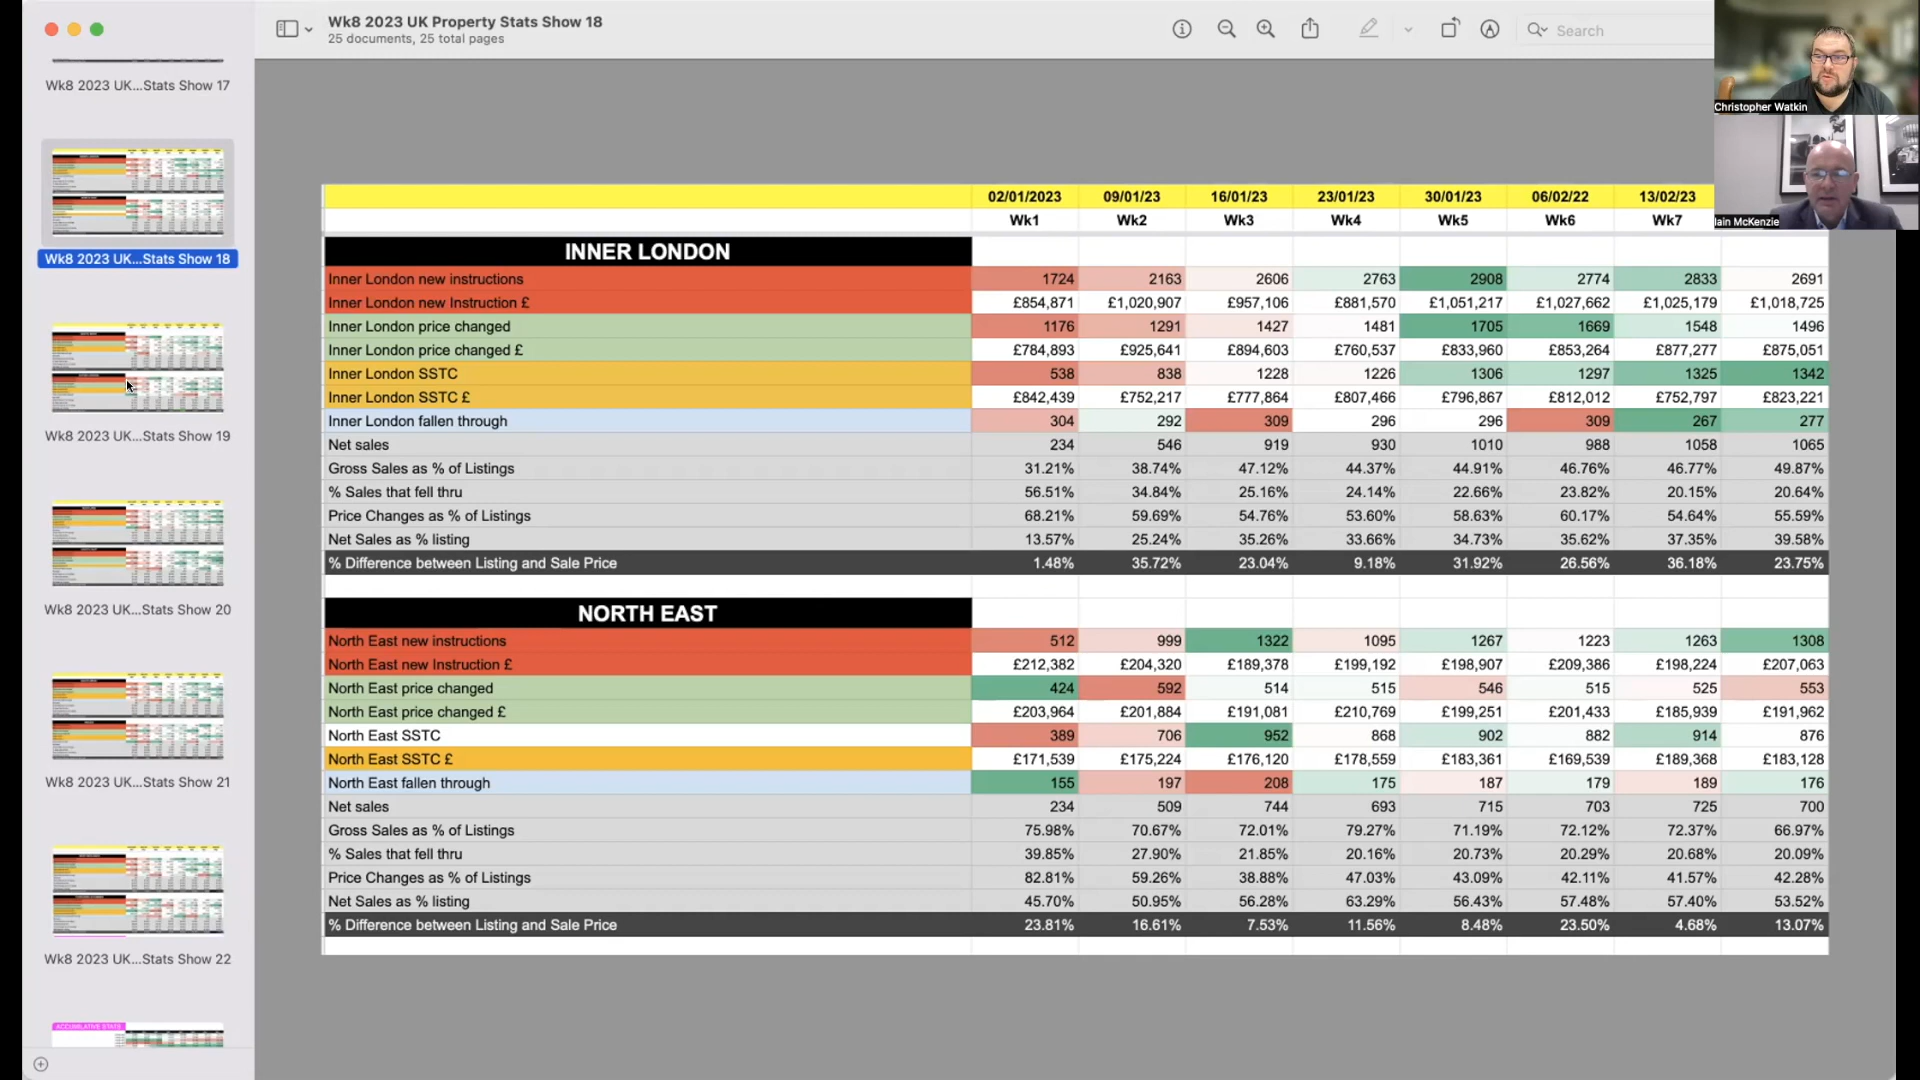 Wk8 2023 UK Property Stats Show 18
25 documents, 25 total pages
Search
Christopher Watkin
Iain McKenzie
Wk8 2023 UK...Stats Show 17
Wk8 2023 UK...Stats Show 18
Wk8 2023 UK...Stats Show 19
Wk8 2023 UK...Stats Show 20
Wk8 2023 UK...Stats Show 21
Wk8 2023 UK...Stats Show 22
ACCUMULATIVE STATS
02/01/2023 09/01/23 16/01/23 23/01/23 30/01/23 06/02/22 13/02/23
Wk1 Wk2 Wk3 Wk4 Wk5 Wk6 Wk7
INNER LONDON
Inner London new instructions 1724 2163 2606 2763 2908 2774 2833 2691
Inner London new Instruction £ £854,871 £1,020,907 £957,106 £881,570 £1,051,217 £1,027,662 £1,025,179 £1,018,725
Inner London price changed 1176 1291 1427 1481 1705 1669 1548 1496
Inner London price changed £ £784,893 £925,641 £894,603 £760,537 £833,960 £853,264 £877,277 £875,051
Inner London SSTC 538 838 1228 1226 1306 1297 1325 1342
Inner London SSTC £ £842,439 £752,217 £777,864 £807,466 £796,867 £812,012 £752,797 £823,221
Inner London fallen through 304 292 309 296 296 309 267 277
Net sales 234 546 919 930 1010 988 1058 1065
Gross Sales as % of Listings 31.21% 38.74% 47.12% 44.37% 44.91% 46.76% 46.77% 49.87%
% Sales that fell thru 56.51% 34.84% 25.16% 24.14% 22.66% 23.82% 20.15% 20.64%
Price Changes as % of Listings 68.21% 59.69% 54.76% 53.60% 58.63% 60.17% 54.64% 55.59%
Net Sales as % listing 13.57% 25.24% 35.26% 33.66% 34.73% 35.62% 37.35% 39.58%
% Difference between Listing and Sale Price 1.48% 35.72% 23.04% 9.18% 31.92% 26.56% 36.18% 23.75%
NORTH EAST
North East new instructions 512 999 1322 1095 1267 1223 1263 1308
North East new Instruction £ £212,382 £204,320 £189,378 £199,192 £198,907 £209,386 £198,224 £207,063
North East price changed 424 592 514 515 546 515 525 553
North East price changed £ £203,964 £201,884 £191,081 £210,769 £199,251 £201,433 £185,939 £191,962
North East SSTC 389 706 952 868 902 882 914 876
North East SSTC £ £171,539 £175,224 £176,120 £178,559 £183,361 £169,539 £189,368 £183,128
North East fallen through 155 197 208 175 187 179 189 176
Net sales 234 509 744 693 715 703 725 700
Gross Sales as % of Listings 75.98% 70.67% 72.01% 79.27% 71.19% 72.12% 72.37% 66.97%
% Sales that fell thru 39.85% 27.90% 21.85% 20.16% 20.73% 20.29% 20.68% 20.09%
Price Changes as % of Listings 82.81% 59.26% 38.88% 47.03% 43.09% 42.11% 41.57% 42.28%
Net Sales as % listing 45.70% 50.95% 56.28% 63.29% 56.43% 57.48% 57.40% 53.52%
% Difference between Listing and Sale Price 23.81% 16.61% 7.53% 11.56% 8.48% 23.50% 4.68% 13.07%